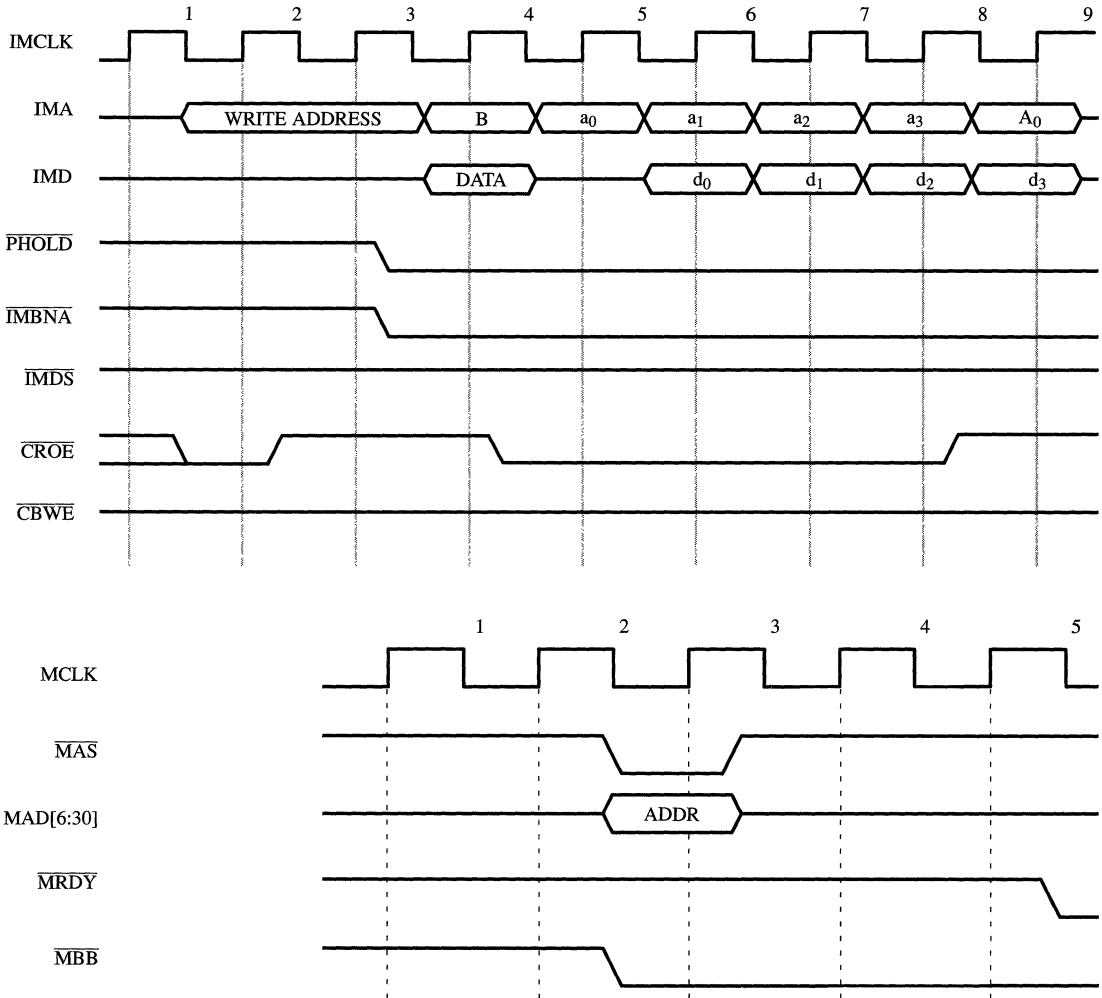 1 2 3 4 5 6 7 8 9
IMCLK
IMA WRITE ADDRESS B a0 a1 a2 a3 A0
IMD DATA d0 d1 d2 d3
PHOLD
IMBNA
IMDS
CROE
CBWE
1 2 3 4 5
MCLK
MAS
MAD[6:30] ADDR
MRDY
MBB